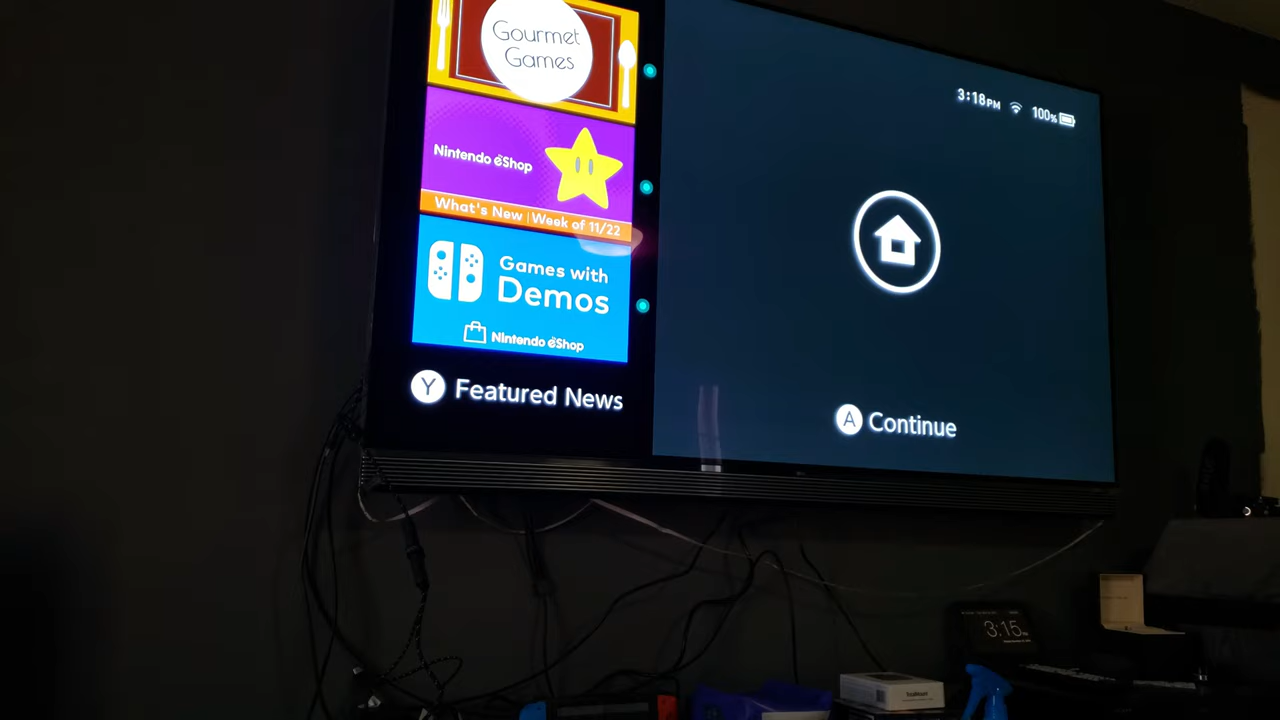 Gourmet
Games
3:18PM
100%
Nintendo eShop
What's New | Week of 11/22
Games with
Demos
Nintendo eShop
Y Featured News
A Continue
3:15